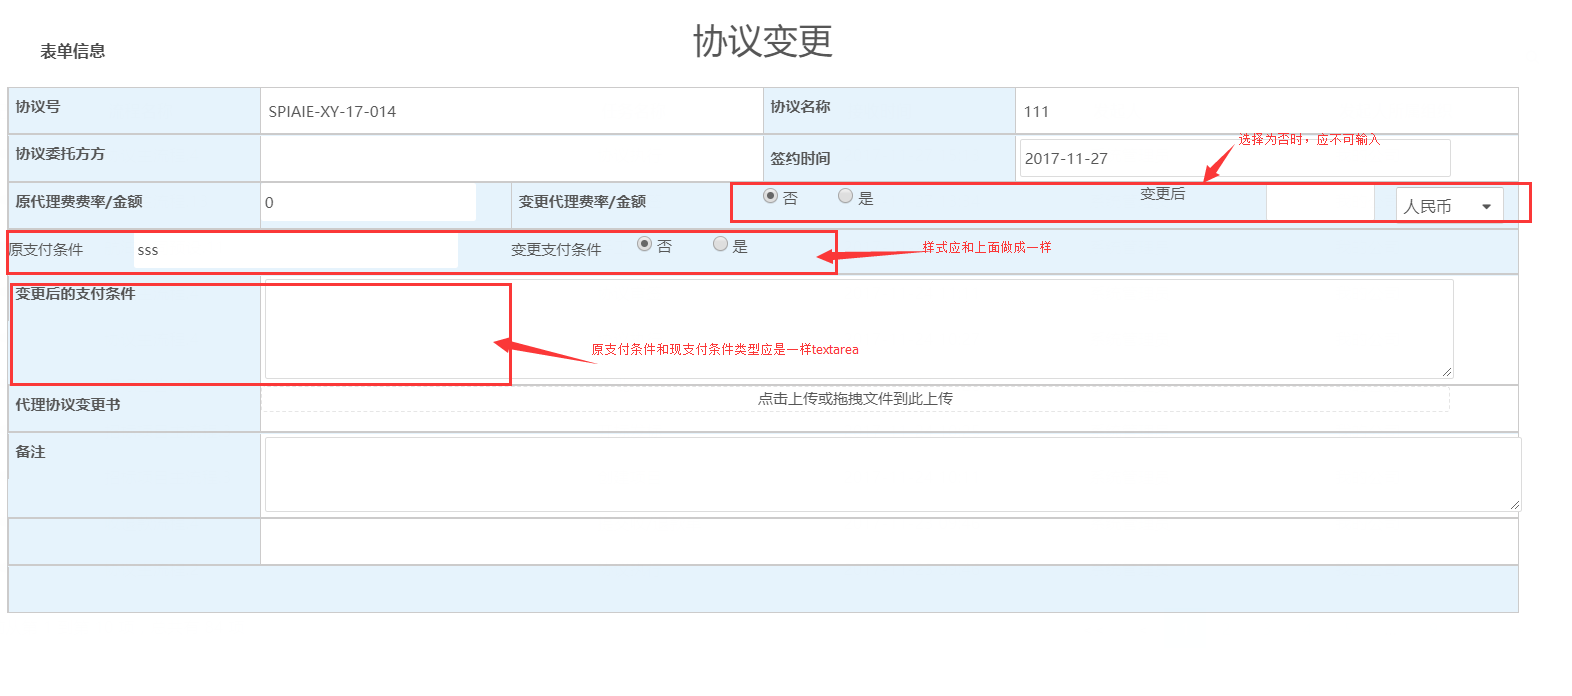 协议变更
表单信息
协议号 SPIAIE-XY-17-014 协议名称 111
选择为否时，应不可输入
协议委托方方 签约时间 2017-11-27
原代理费费率/金额 0 变更代理费率/金额 否 是 变更后 人民币
原支付条件 sss 变更支付条件 否 是 样式应和上面做成一样
变更后的支付条件
原支付条件和现支付条件类型应是一样textarea
代理协议变更书 点击上传或拖拽文件到此上传
备注